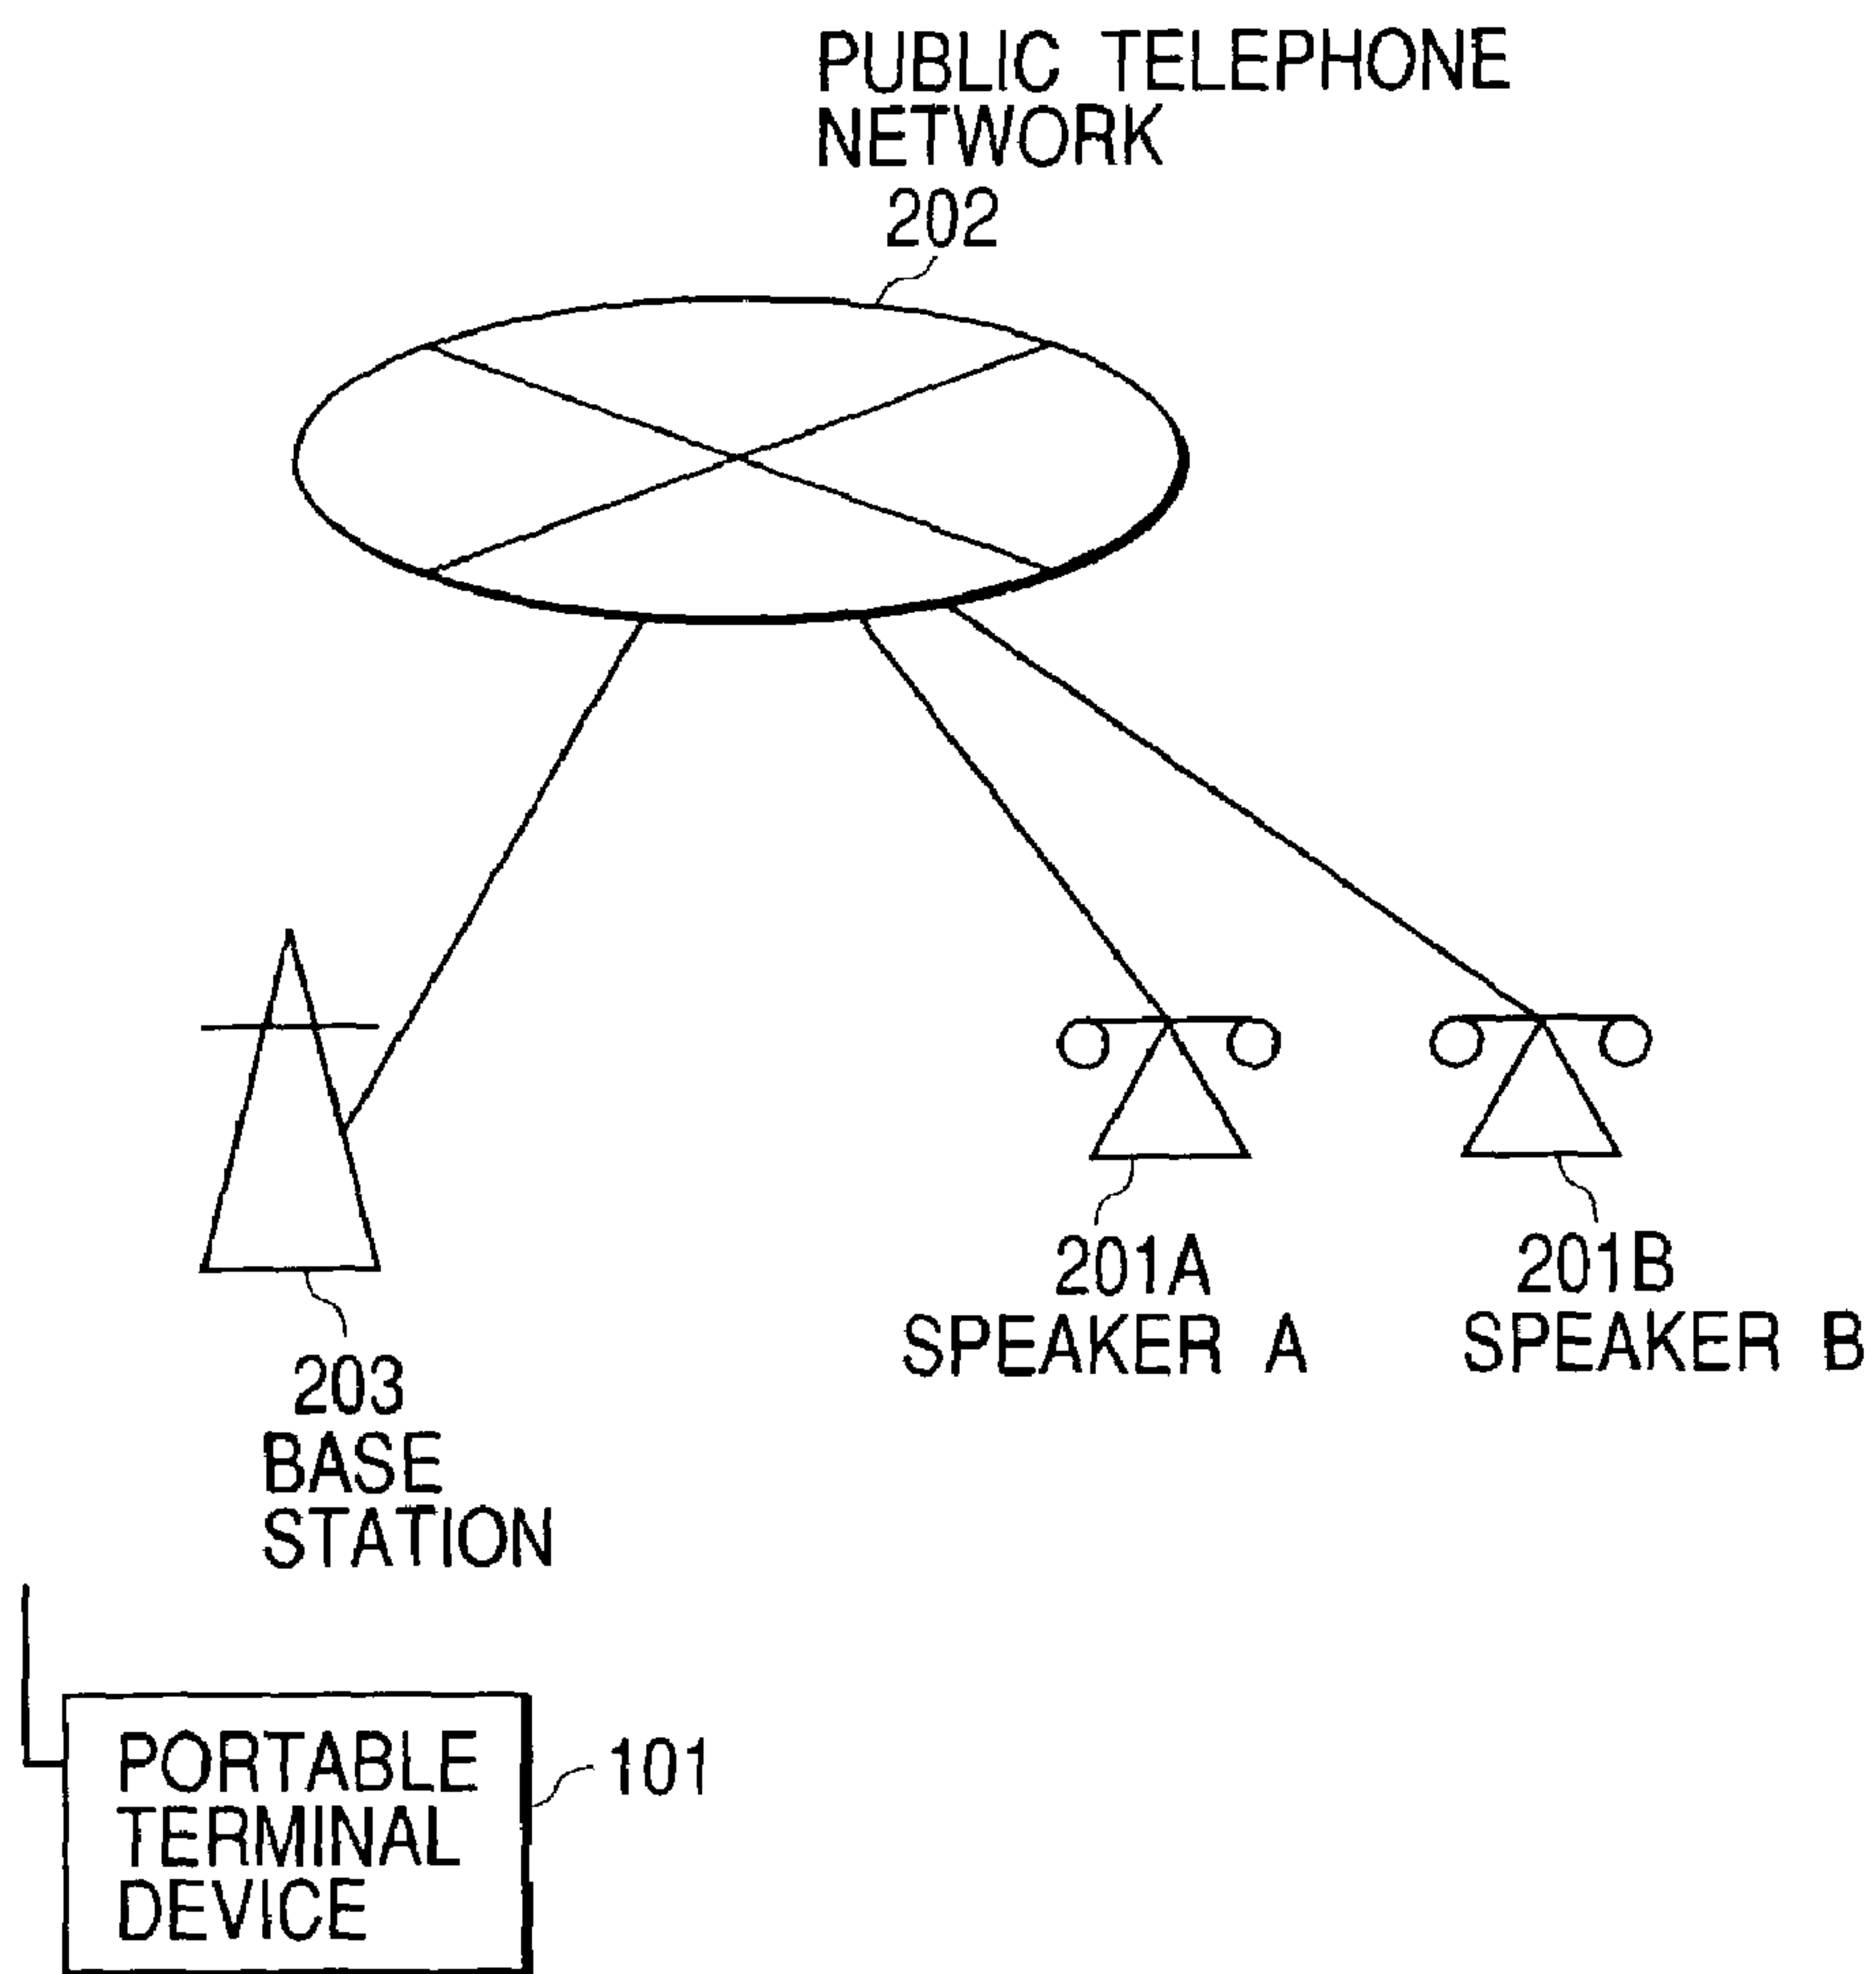 PUBLIC TELEPHONE
NETWORK
202
201A
SPEAKER A
201B
SPEAKER B
203
BASE
STATION
PORTABLE
TERMINAL
DEVICE
101